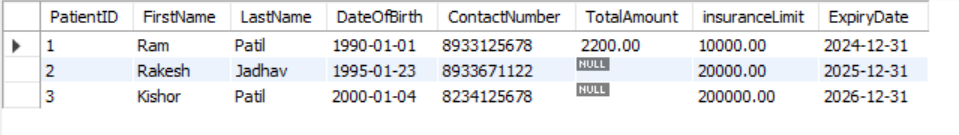 PatientID FirstName LastName DateOfBirth ContactNumber TotalAmount insuranceLimit ExpiryDate
1 Ram Patil 1990-01-01 8933125678 2200.00 10000.00 2024-12-31
2 Rakesh Jadhav 1995-01-23 8933671122 NULL 20000.00 2025-12-31
3 Kishor Patil 2000-01-04 8234125678 NULL 200000.00 2026-12-31